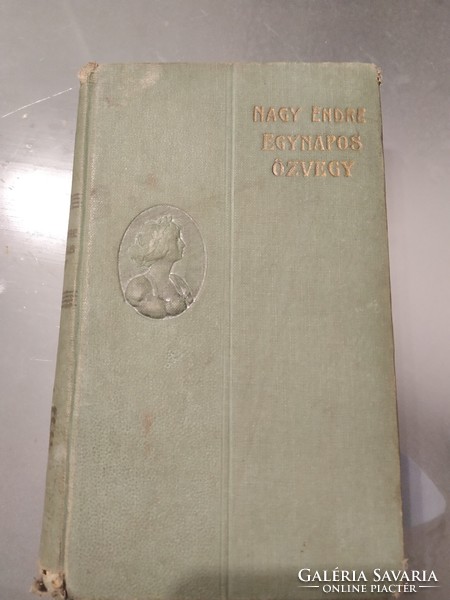 NAGY ENDRE
EGYNAPOS
ÖZVEGY
GALÉRIA SAVARIA
ONLINE PIACTÉR